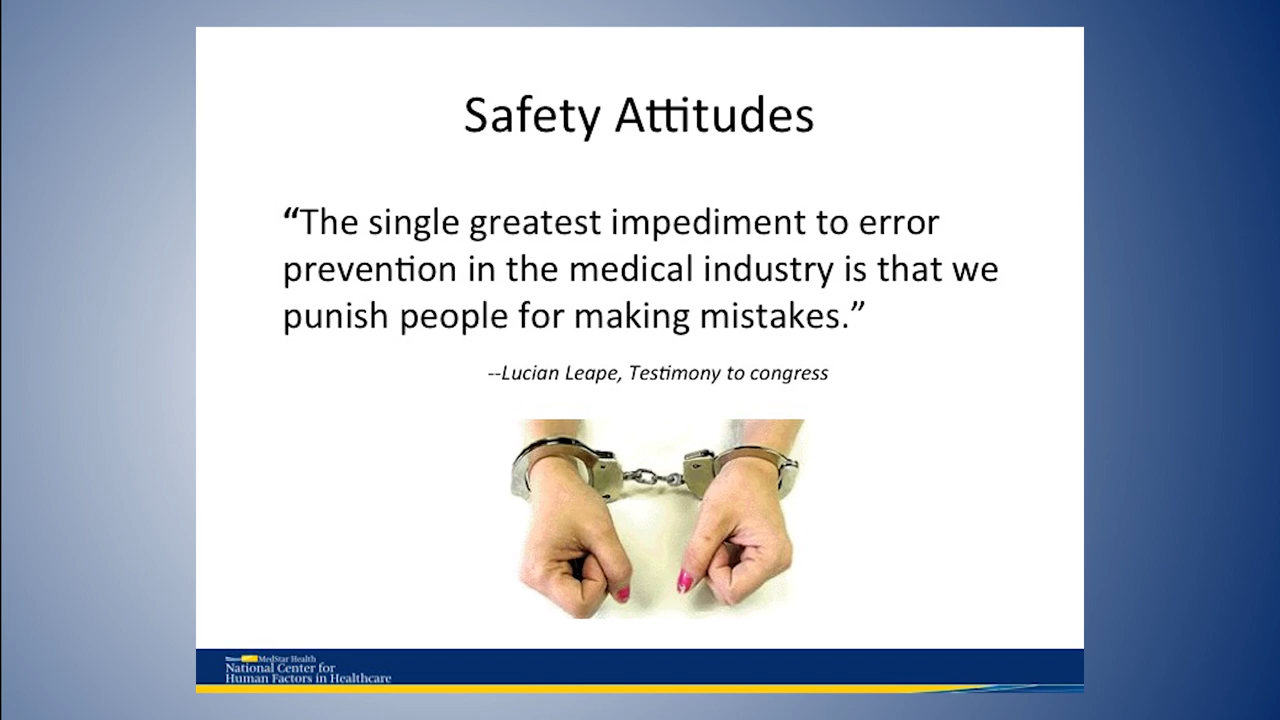 Safety Attitudes
“The single greatest impediment to error
prevention in the medical industry is that we
punish people for making mistakes.”
--Lucian Leape, Testimony to congress
MedStar Health
National Center for
Human Factors in Healthcare